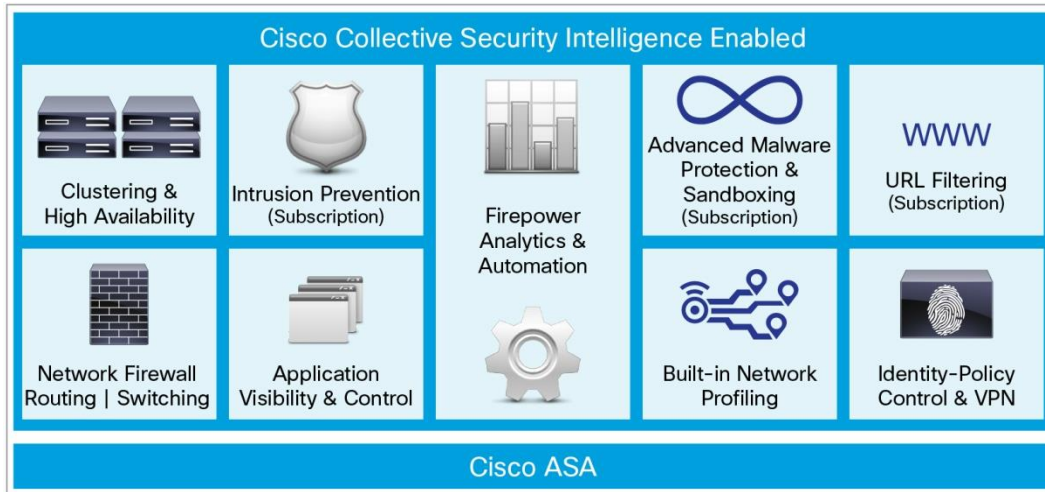 Cisco Collective Security Intelligence Enabled
Clustering &
High Availability
Intrusion Prevention
(Subscription)
Firepower
Analytics &
Automation
Advanced Malware
Protection &
Sandboxing
(Subscription)
WWW
URL Filtering
(Subscription)
Network Firewall
Routing | Switching
Application
Visibility & Control
Built-in Network
Profiling
Identity-Policy
Control & VPN
Cisco ASA